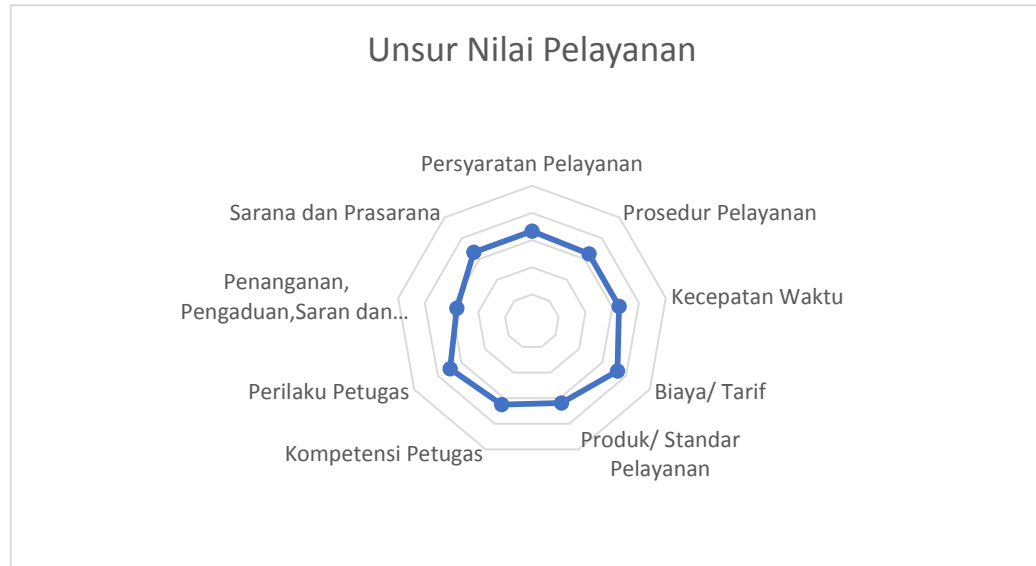 Unsur Nilai Pelayanan
Persyaratan Pelayanan
Prosedur Pelayanan
Kecepatan Waktu
Biaya/ Tarif
Produk/ Standar
Pelayanan
Kompetensi Petugas
Perilaku Petugas
Penanganan,
Pengaduan,Saran dan...
Sarana dan Prasarana